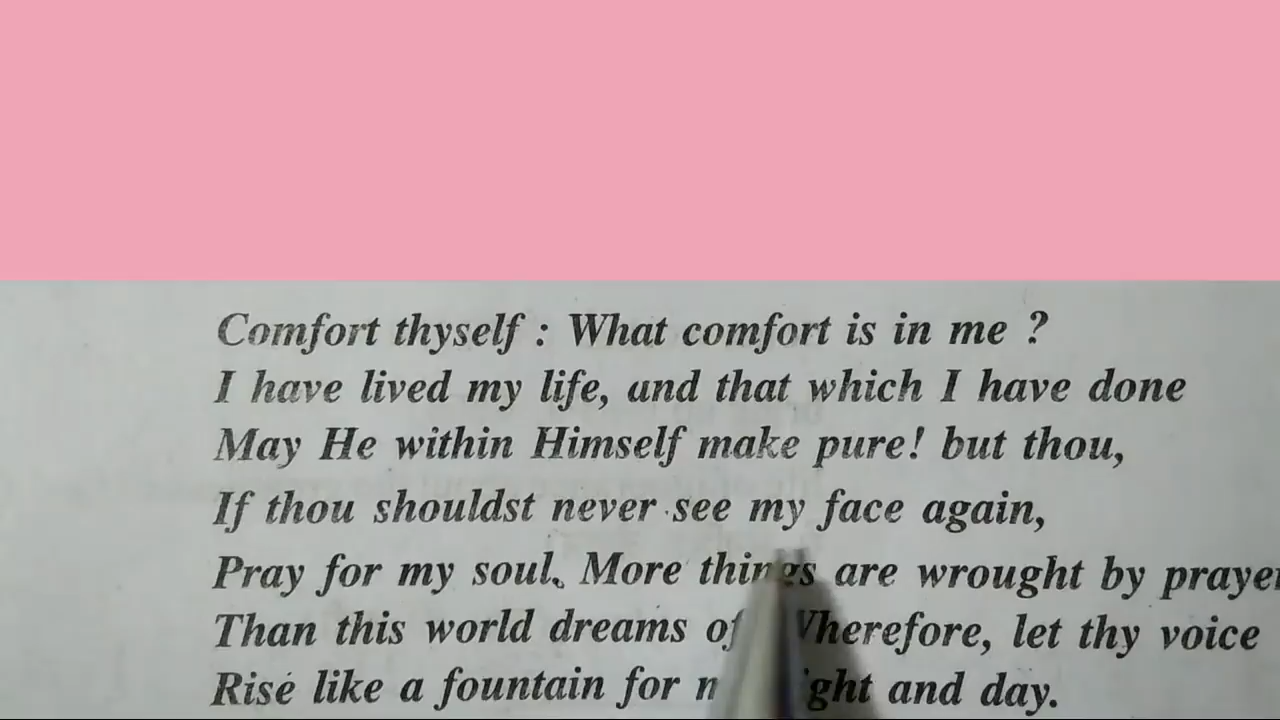 Comfort thyself : What comfort is in me ?
I have lived my life, and that which I have done
May He within Himself make pure! but thou,
If thou shouldst never see my face again,
Pray for my soul. More things are wrought by prayer
Than this world dreams of Wherefore, let thy voice
Rise like a fountain for and day.